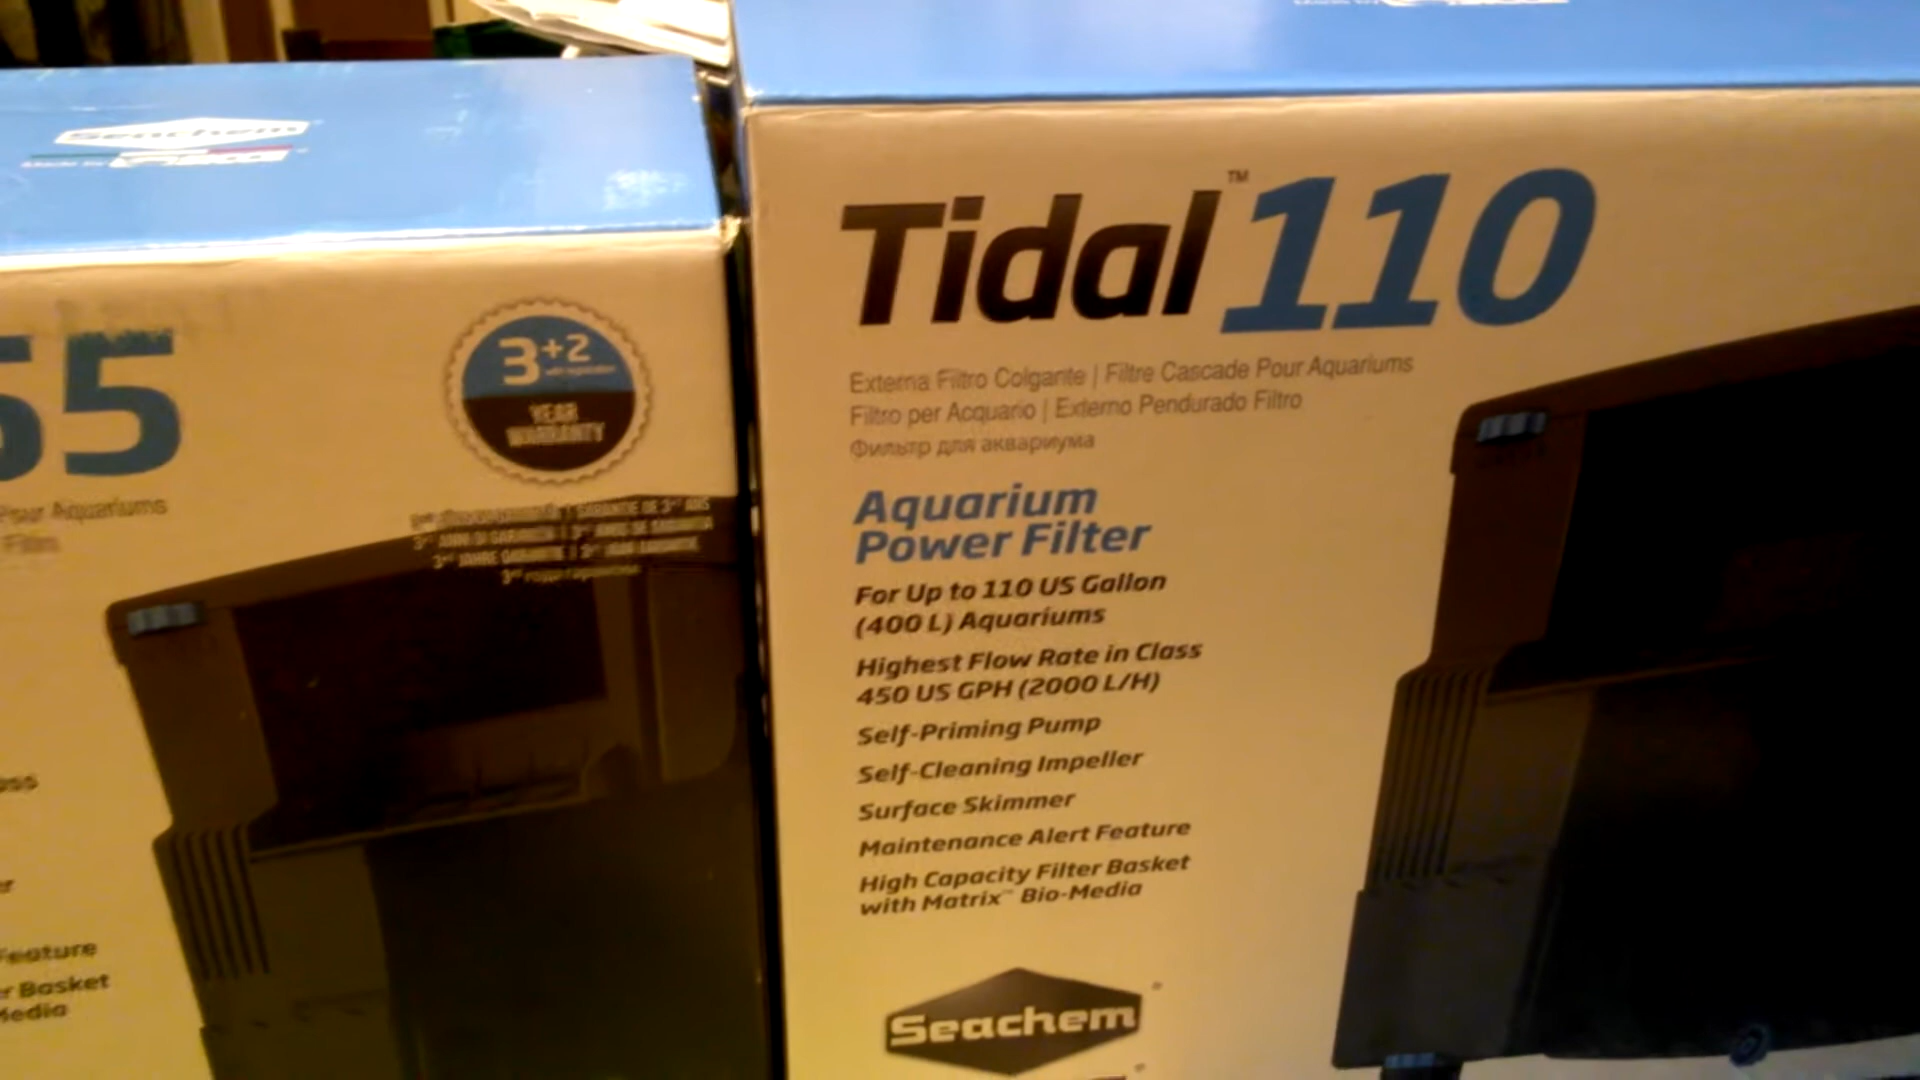 Seachem
55
3+2
YEAR
WARRANTY
Pour Aquariums
Filtro
Feature
Basket
Media
Tidal™110
Externa Filtro Colgante | Filtre Cascade Pour Aquariums
Filtro per Acquario | Externo Pendurado Filtro
Фильтр для аквариума
Aquarium
Power Filter
For Up to 110 US Gallon
(400 L) Aquariums
Highest Flow Rate in Class
450 US GPH (2000 L/H)
Self-Priming Pump
Self-Cleaning Impeller
Surface Skimmer
Maintenance Alert Feature
High Capacity Filter Basket
with Matrix™ Bio-Media
Seachem